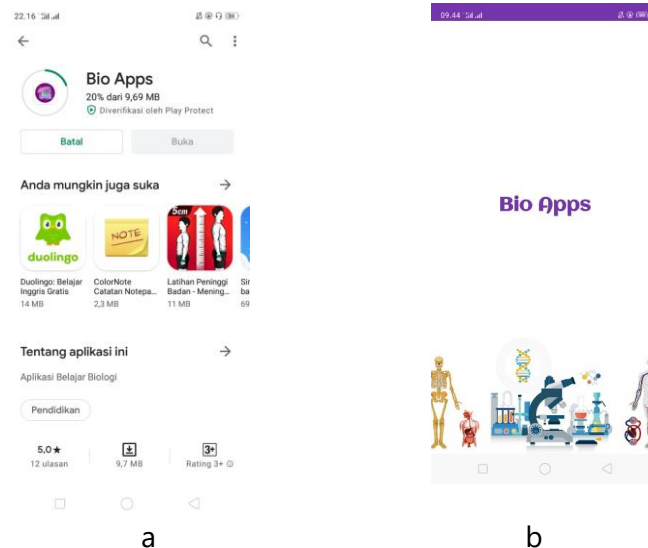 22.16
Bio Apps
20% dari 9,69 MB
Diverifikasi oleh Play Protect
Batal
Buka
Anda mungkin juga suka
5cm
NOTE
duolingo
Duolingo: Belajar
Inggris Gratis
14 MB
ColorNote
Catatan Notepa...
2,3 MB
Latihan Peninggi
Badan - Mening...
11 MB
Sir
ba
69
Tentang aplikasi ini
Aplikasi Belajar Biologi
Pendidikan
5,0★
12 ulasan
9,7 MB
3+
Rating 3+
a
09.44
Bio Apps
b